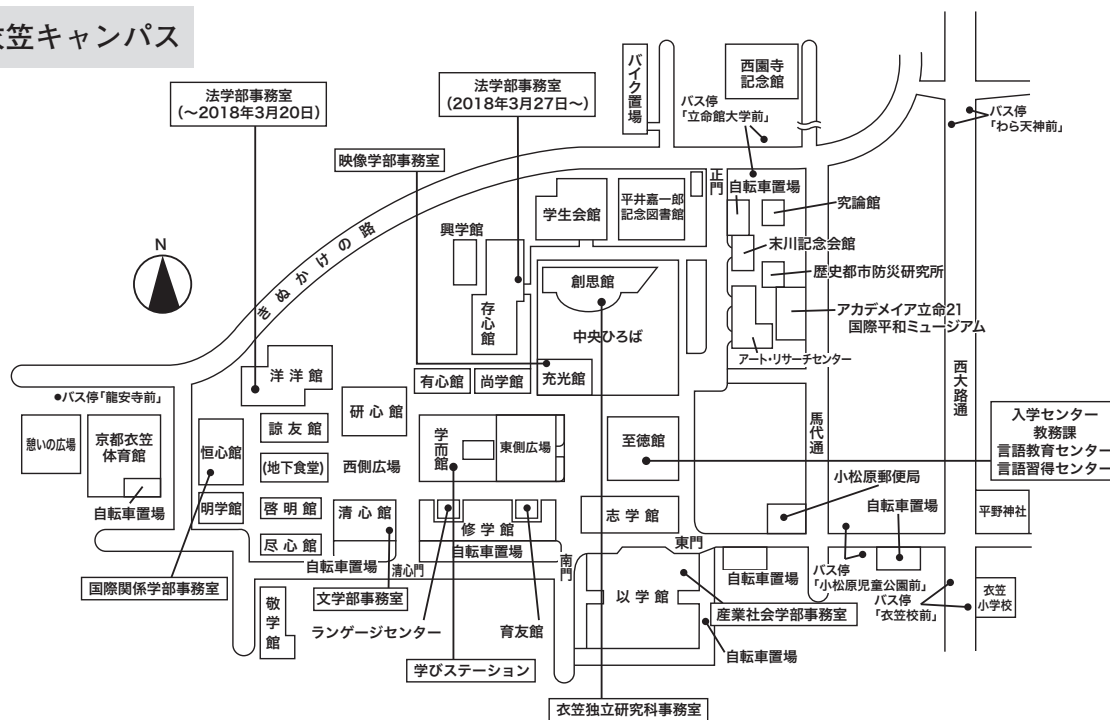 衣笠キャンパス
法学部事務室
(～2018年3月20日)
法学部事務室
(2018年3月27日～)
映像学部事務室
バイク置場
西園寺
記念館
バス停
「立命館大学前」
バス停
「わら天神前」
正門
自転車置場
究論館
末川記念会館
歴史都市防災研究所
アカデメイア立命21
国際平和ミュージアム
アート・リサーチセンター
学生会館
平井嘉一郎
記念図書館
興学館
存心館
創思館
中央ひろば
N
きぬかけの路
洋洋館
有心館
尚学館
充光館
研心館
●バス停「龍安寺前」
憩いの広場
京都衣笠
体育館
自転車置場
恒心館
明学館
諒友館
(地下食堂)
西側広場
啓明館
尽心館
清心館
自転車置場
清心門
学而館
東側広場
至徳館
志学館
修学館
自転車置場
南門
東門
馬代通
西大路通
入学センター
教務課
言語教育センター
言語習得センター
小松原郵便局
自転車置場
平野神社
自転車置場
バス停
「小松原児童公園前」
バス停
「衣笠校前」
衣笠
小学校
国際関係学部事務室
敬学館
文学部事務室
ランゲージセンター
育友館
学びステーション
以学館
産業社会学部事務室
自転車置場
衣笠独立研究科事務室